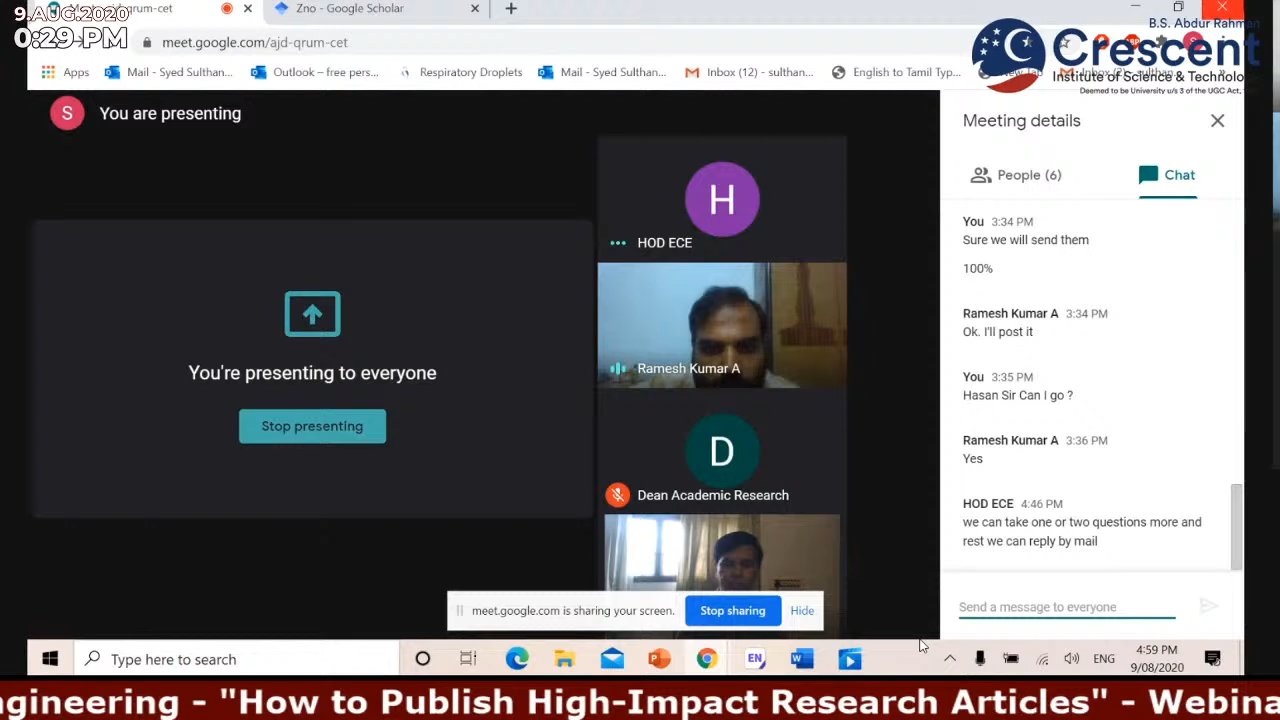 9.AUG.2020
0:29 PM
qrum-cet
Zno - Google Scholar
B.S. Abdur Rahman
Crescent
Institute of Science & Technology
Deemed to be University u/s 3 of the UGC Act,
meet.google.com/ajd-qrum-cet
Apps
Mail - Syed Sulthan...
Outlook – free pers...
Respiratory Droplets
Mail - Syed Sulthan...
Inbox (12) - sulthan...
English to Tamil Typ...
S
You are presenting
Meeting details
People (6)
Chat
H
HOD ECE
You 3:34 PM
Sure we will send them
100%
Ramesh Kumar A 3:34 PM
Ok. I'll post it
Ramesh Kumar A
You're presenting to everyone
Stop presenting
You 3:35 PM
Hasan Sir Can I go ?
Ramesh Kumar A 3:36 PM
Yes
D
Dean Academic Research
HOD ECE 4:46 PM
we can take one or two questions more and
rest we can reply by mail
meet.google.com is sharing your screen.
Stop sharing
Hide
Send a message to everyone
Type here to search
EN
ENG
4:59 PM
9/08/2020
ngineering - "How to Publish High-Impact Research Articles" - Webina